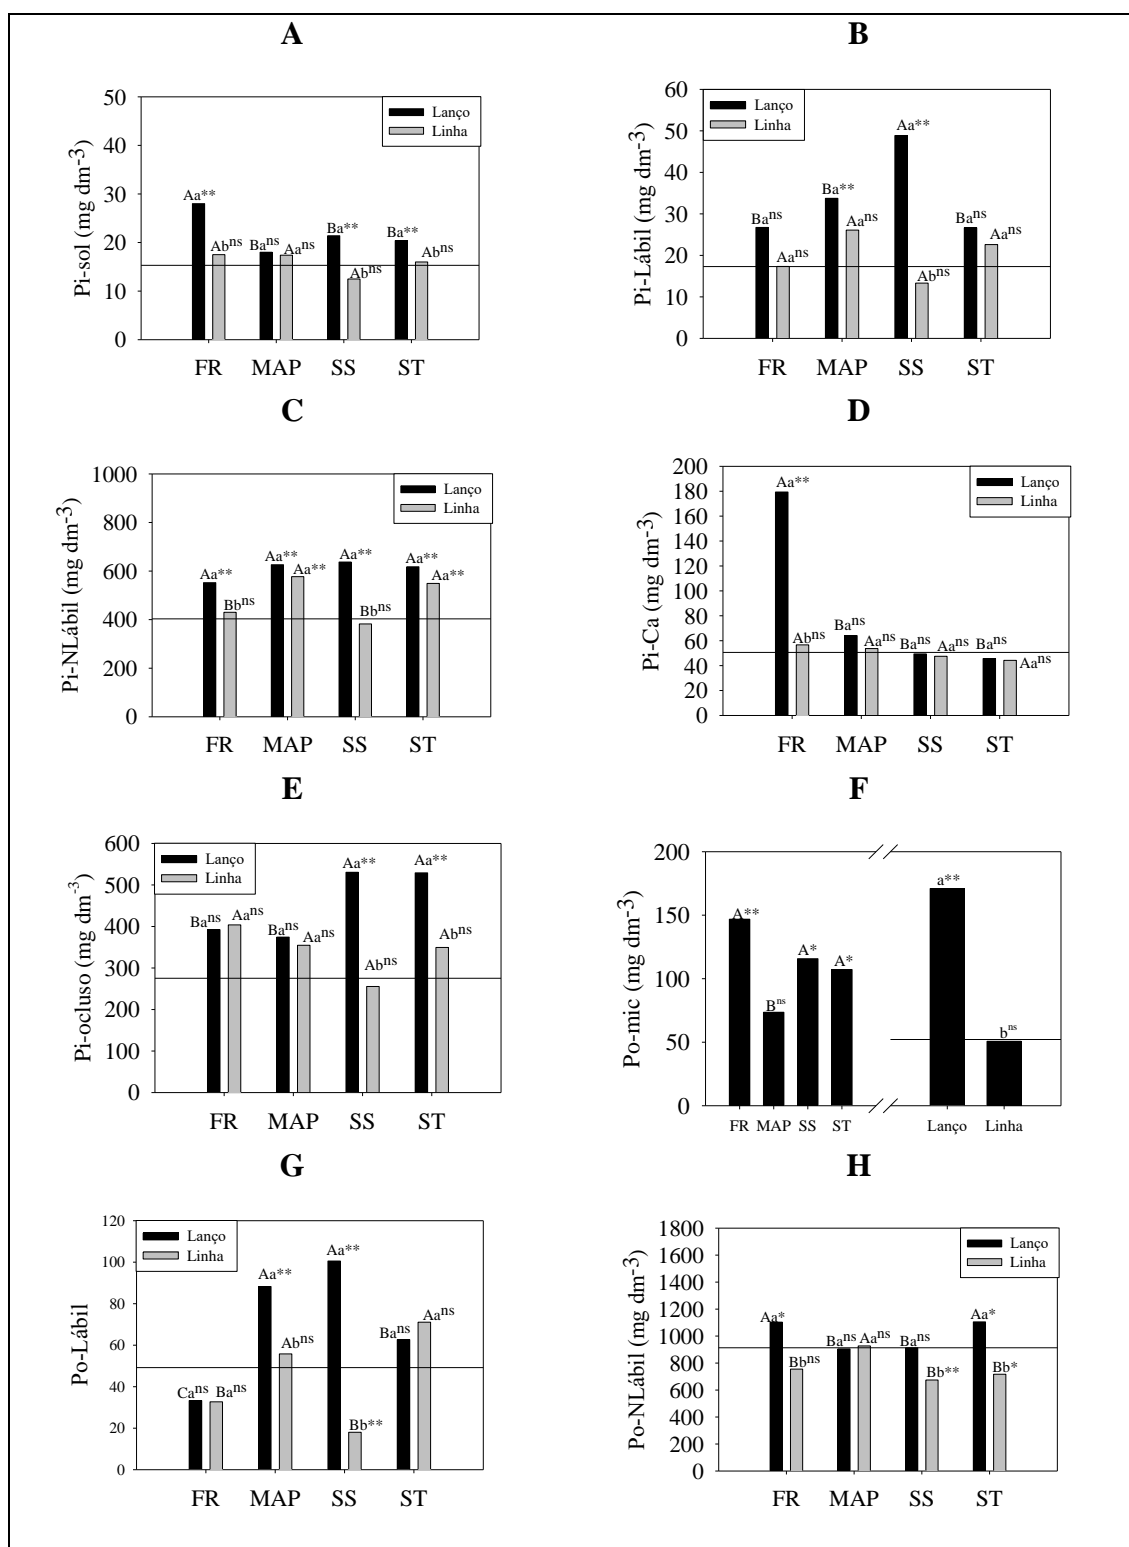 A
B
50
40
30
20
10
0
Pi-sol (mg dm-3)
Lanço
Linha
Aa**
Abns
Bans
Aans
Ba**
Abns
Ba**
Abns
FR MAP SS ST
60
50
40
30
20
10
0
Pi-Lábil (mg dm-3)
Lanço
Linha
Bans
Aans
Ba**
Aans
Aa**
Abns
Bans
Aans
FR MAP SS ST
C
D
1000
800
600
400
200
0
Pi-NLábil (mg dm-3)
Lanço
Linha
Aa**
Bbns
Aa**
Aa**
Aa**
Bbns
Aa**
Aa**
FR MAP SS ST
200
180
160
140
120
100
80
60
40
20
0
Pi-Ca (mg dm-3)
Lanço
Linha
Aa**
Abns
Bans
Aans
Bans
Aans
Bans
Aans
FR MAP SS ST
E
F
600
500
400
300
200
100
0
Pi-ocluso (mg dm-3)
Lanço
Linha
Bans
Aans
Bans
Aans
Aa**
Abns
Aa**
Abns
FR MAP SS ST
200
150
100
50
0
Po-mic (mg dm-3)
A**
Bns
A*
A*
a**
bns
FR MAP SS ST Lanço Linha
G
H
120
100
80
60
40
20
0
Po-Lábil
Lanço
Linha
Cans
Bans
Aa**
Abns
Aa**
Bb**
Bans
Aans
FR MAP SS ST
1800
1600
1400
1200
1000
800
600
400
200
0
Po-NLábil (mg dm-3)
Lanço
Linha
Aa*
Bbns
Bans
Aans
Bans
Bb**
Aa*
Bb*
FR MAP SS ST